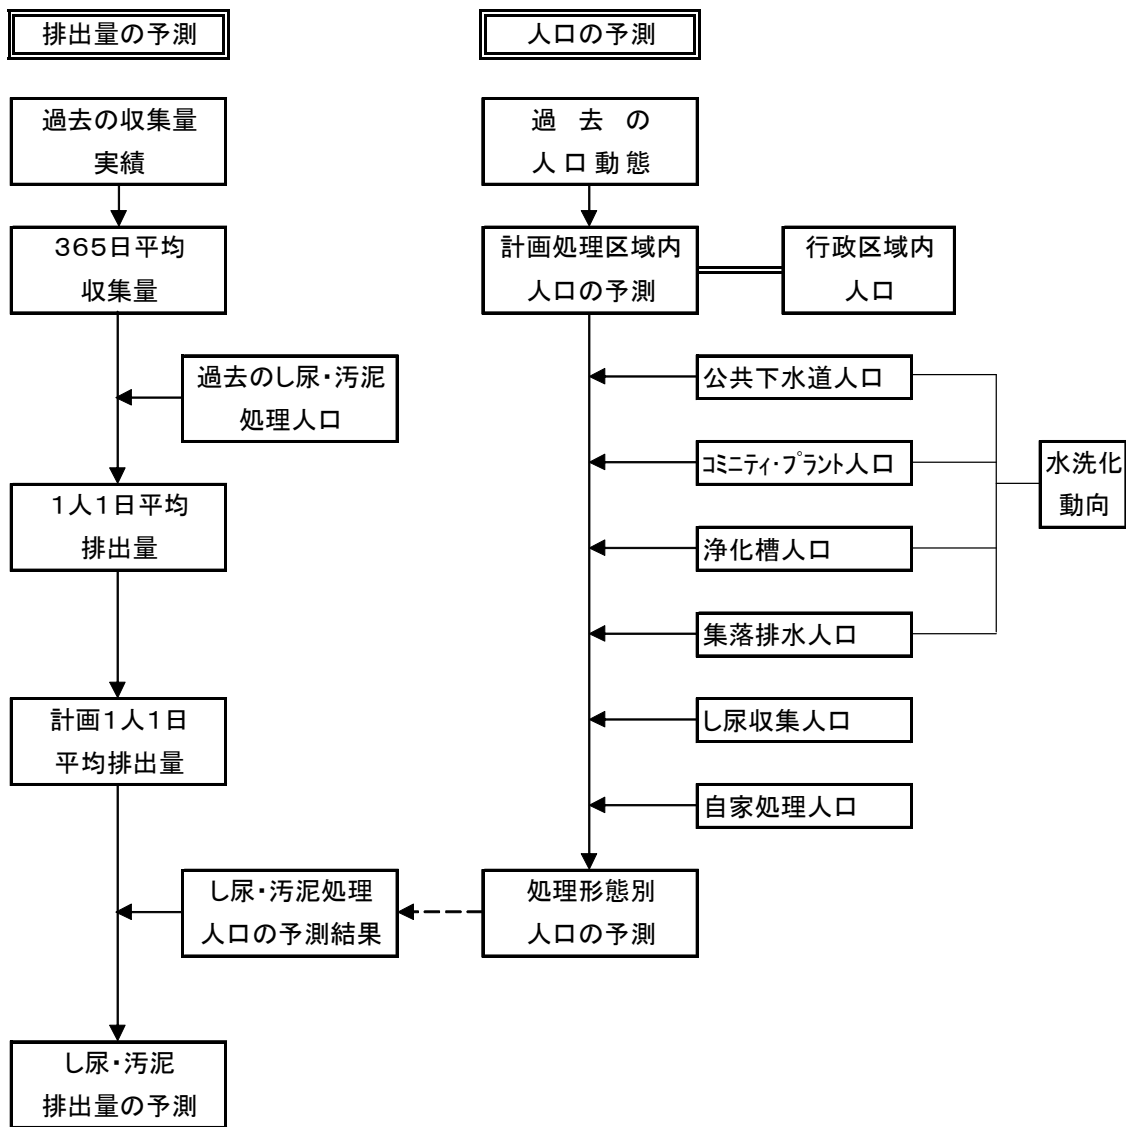 排出量の予測
過去の収集量
実績
365日平均
収集量
過去のし尿・汚泥
処理人口
1人1日平均
排出量
計画1人1日
平均排出量
し尿・汚泥処理
人口の予測結果
し尿・汚泥
排出量の予測
人口の予測
過 去 の
人口動態
計画処理区域内
人口の予測
行政区域内
人口
公共下水道人口
コミニティ・プラント人口
浄化槽人口
集落排水人口
水洗化
動向
し尿収集人口
自家処理人口
処理形態別
人口の予測